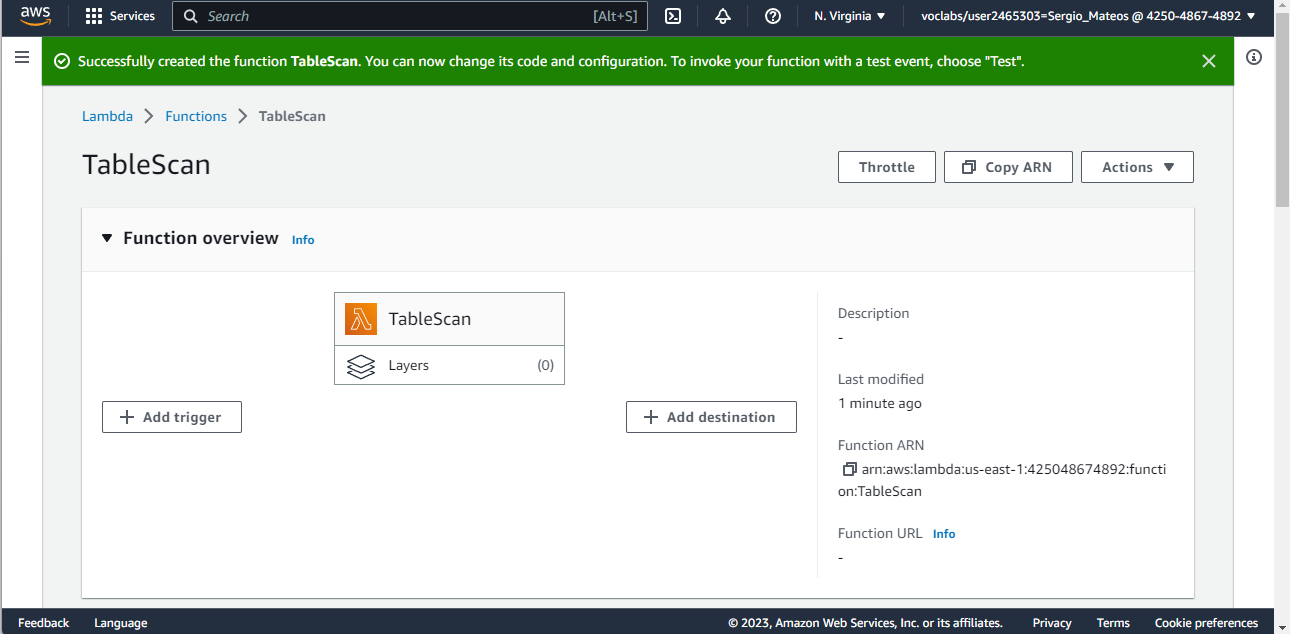 aws Services Search [Alt+S] N. Virginia voclabs/user2465303=Sergio_Mateos @ 4250-4867-4892
Successfully created the function TableScan. You can now change its code and configuration. To invoke your function with a test event, choose "Test".
Lambda Functions TableScan
TableScan
Throttle Copy ARN Actions
Function overview Info
TableScan
Layers (0)
Add trigger
Add destination
Description
-
Last modified
1 minute ago
Function ARN
arn:aws:lambda:us-east-1:425048674892:functi
on:TableScan
Function URL Info
-
Feedback Language © 2023, Amazon Web Services, Inc. or its affiliates. Privacy Terms Cookie preferences